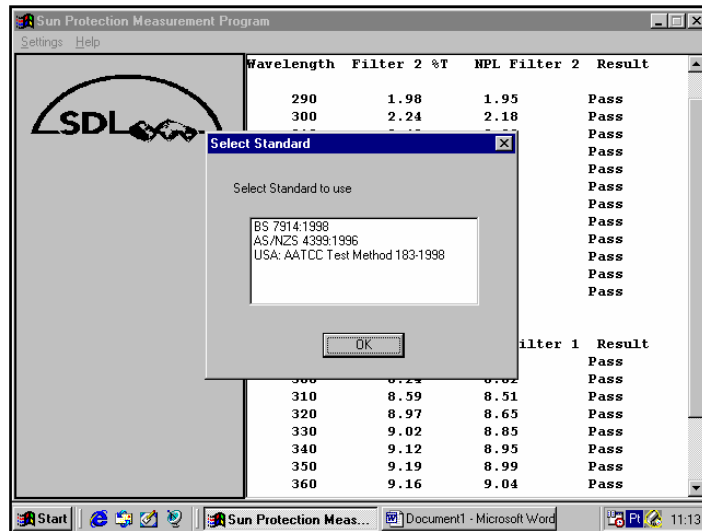 Sun Protection Measurement Program
Settings Help
SDL
Wavelength Filter 2 %T NPL Filter 2 Result
290 1.98 1.95 Pass
300 2.24 2.18 Pass
Pass
Pass
Pass
Pass
Pass
Pass
Pass
Pass
Pass
Pass
Select Standard
Select Standard to use
BS 7914:1998
AS/NZS 4399:1996
USA: AATCC Test Method 183-1998
OK
ilter 1 Result
Pass
Pass
310 8.59 8.51 Pass
320 8.97 8.65 Pass
330 9.02 8.85 Pass
340 9.12 8.95 Pass
350 9.19 8.99 Pass
360 9.16 9.04 Pass
Start Sun Protection Meas... Document1 - Microsoft Word Pt 11:13